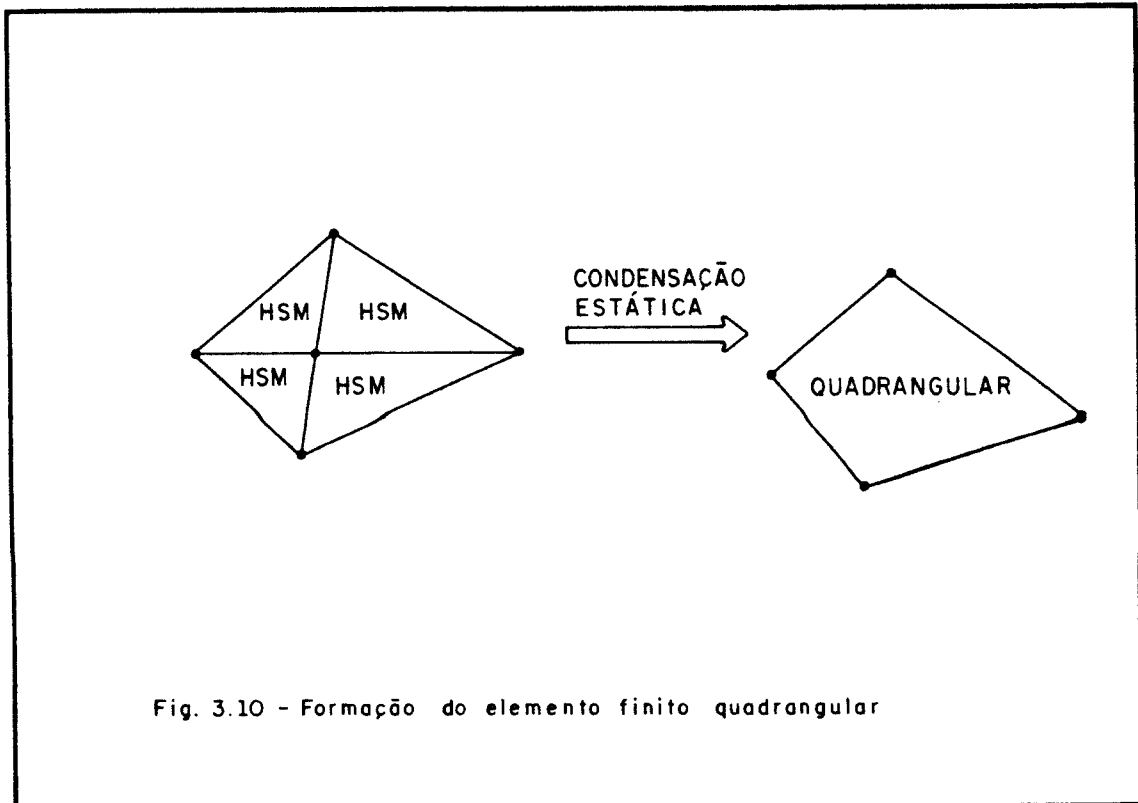 HSM HSM
HSM HSM
CONDENSAÇÃO
ESTÁTICA
QUADRANGULAR
Fig. 3.10 - Formação do elemento finito quadrangular